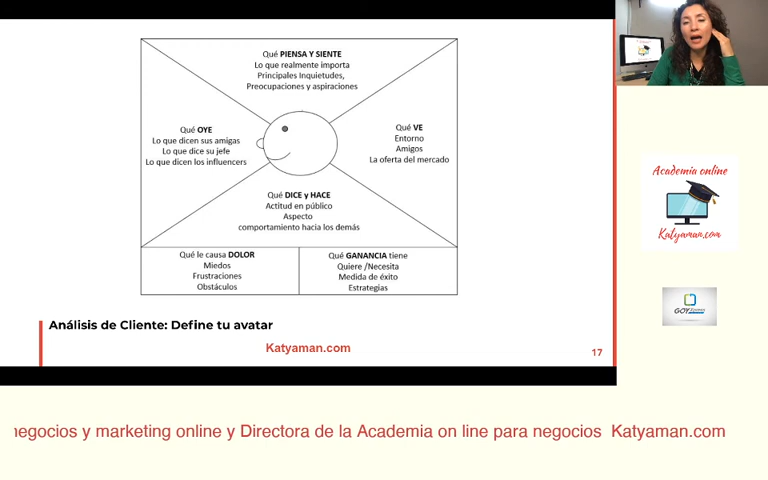 Qué PIENSA Y SIENTE
Lo que realmente importa
Principales Inquietudes,
Preocupaciones y aspiraciones
Qué OYE
Lo que dicen sus amigas
Lo que dice su jefe
Lo que dicen los influencers
Qué VE
Entorno
Amigos
La oferta del mercado
Qué DICE y HACE
Actitud en público
Aspecto
comportamiento hacia los demás
Qué le causa DOLOR
Miedos
Frustraciones
Obstáculos
Qué GANANCIA tiene
Quiere /Necesita
Medida de éxito
Estrategias
Análisis de Cliente: Define tu avatar
Katyaman.com
17
Academia online
Katyaman.com
negocios y marketing online y Directora de la Academia on line para negocios Katyaman.com